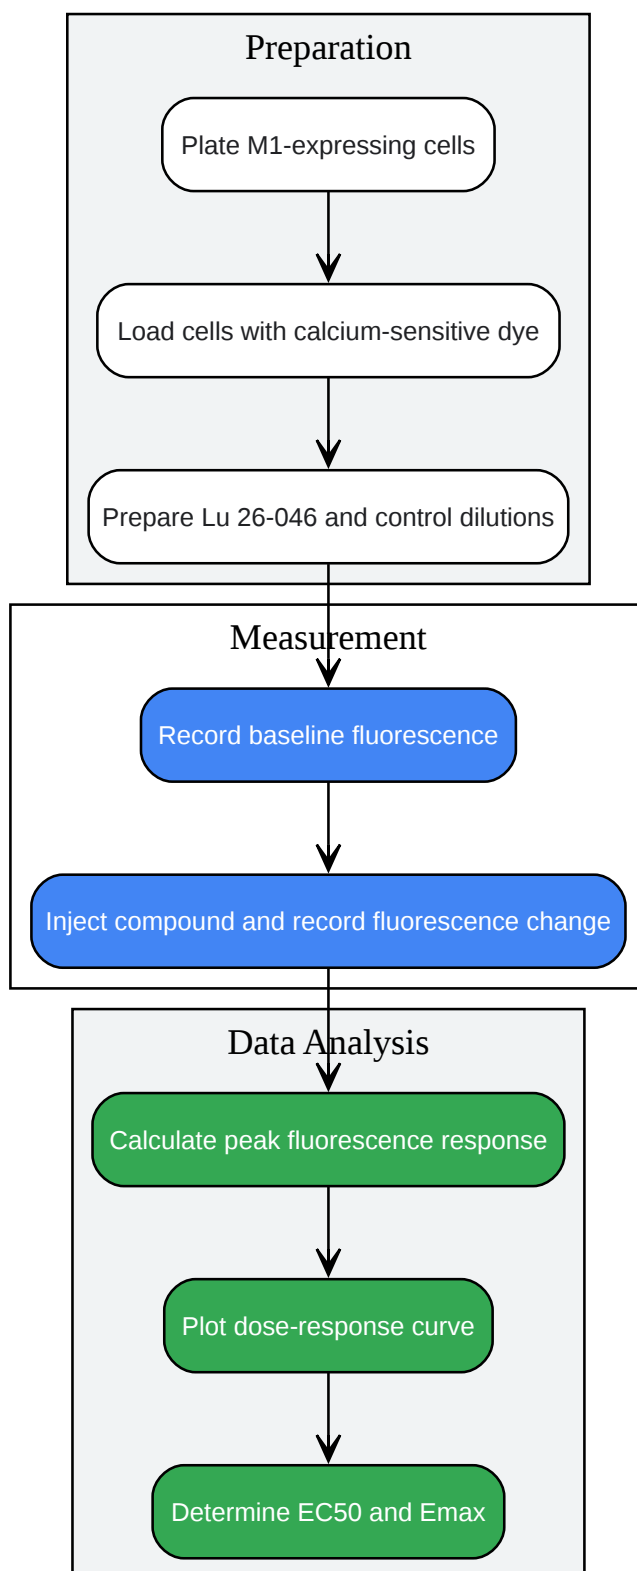 Preparation
Plate M1-expressing cells
Load cells with calcium-sensitive dye
Prepare Lu 26-046 and control dilutions
Measurement
Record baseline fluorescence
Inject compound and record fluorescence change
Data Analysis
Calculate peak fluorescence response
Plot dose-response curve
Determine EC50 and Emax